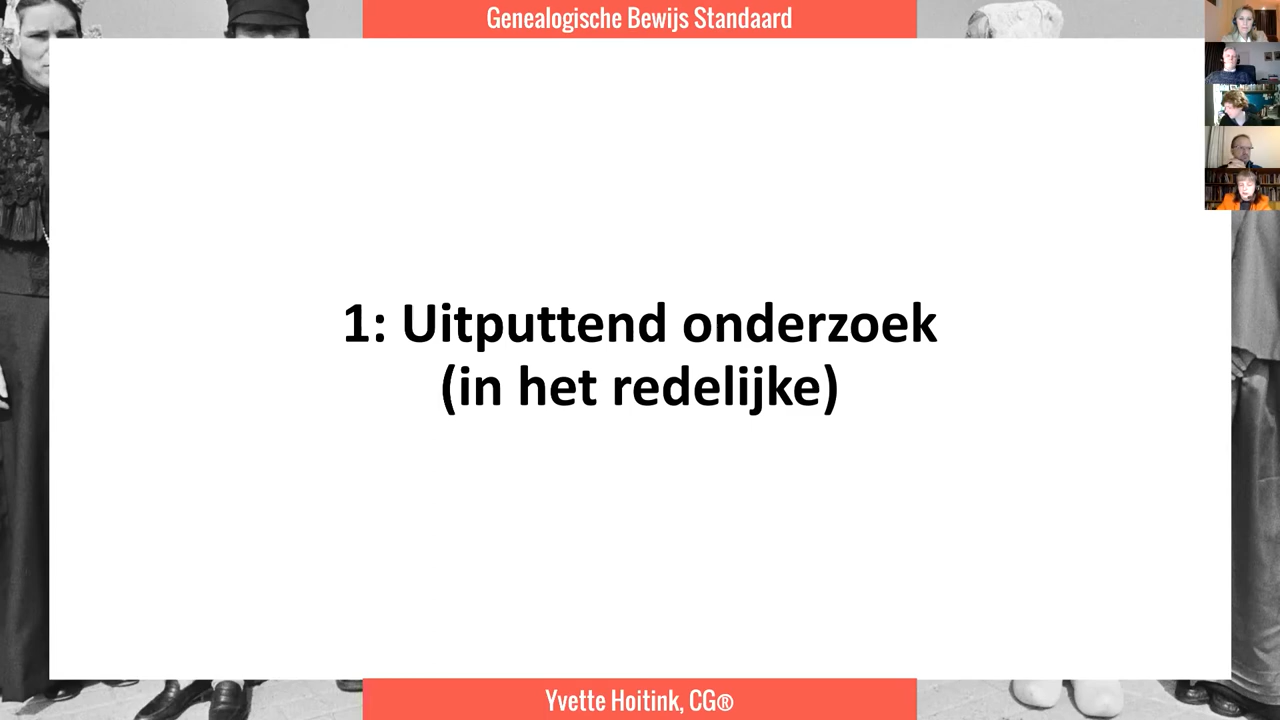 Genealogische Bewijs Standaard
1: Uitputtend onderzoek
(in het redelijke)
Yvette Hoitink, CG®